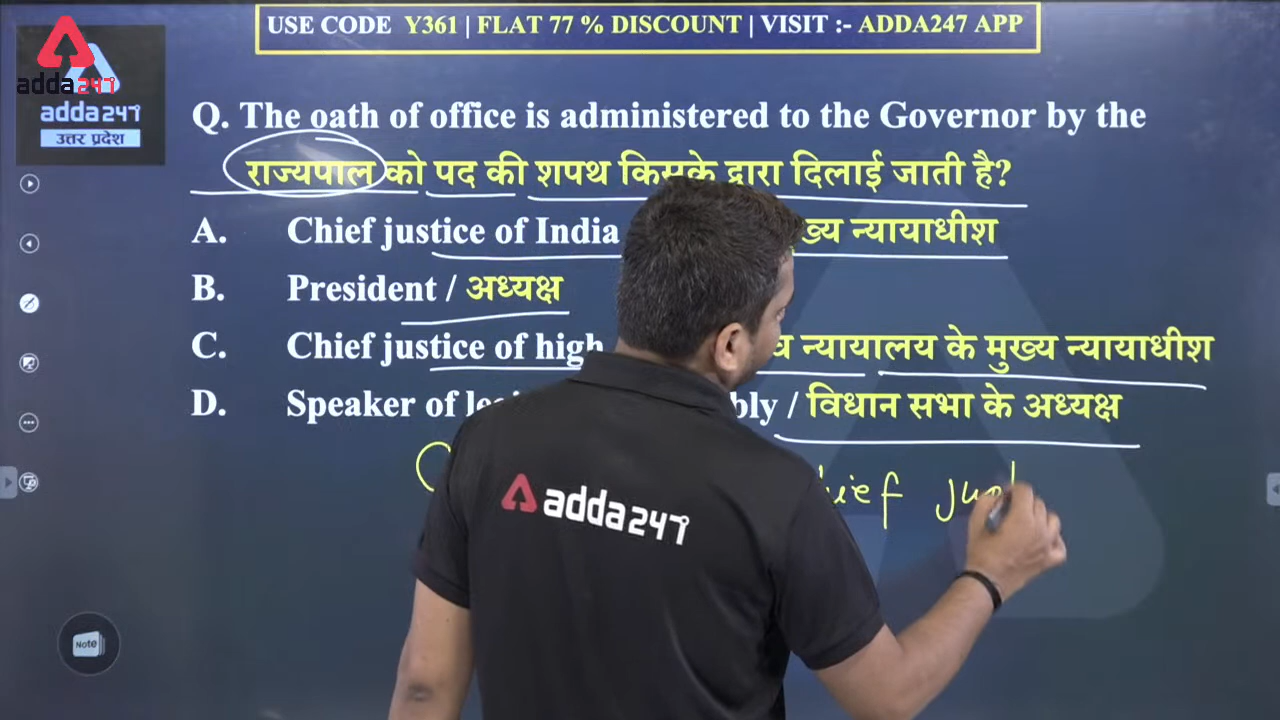 USE CODE Y361 | FLAT 77 % DISCOUNT | VISIT :- ADDA247 APP
adda247
adda247
उत्तर प्रदेश
Q. The oath of office is administered to the Governor by the
राज्यपाल को पद की शपथ किसके द्वारा दिलाई जाती है?
A. Chief justice of India न्यायाधीश
B. President / अध्यक्ष
C. Chief justice of high न्यायालय के मुख्य न्यायाधीश
D. Speaker of / विधान सभा के अध्यक्ष
adda247
Note